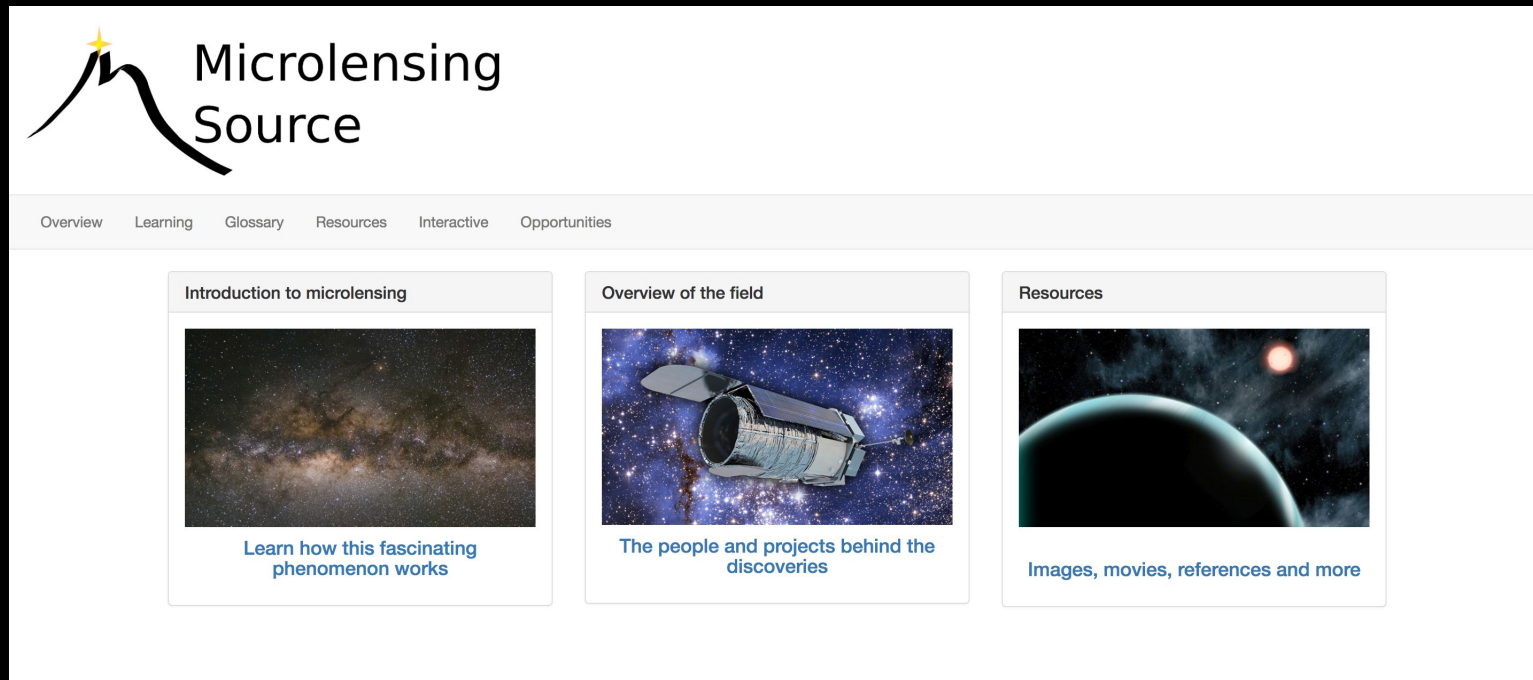 Microlensing
Source
Overview Learning Glossary Resources Interactive Opportunities
Introduction to microlensing
Learn how this fascinating
phenomenon works
Overview of the field
The people and projects behind the
discoveries
Resources
Images, movies, references and more